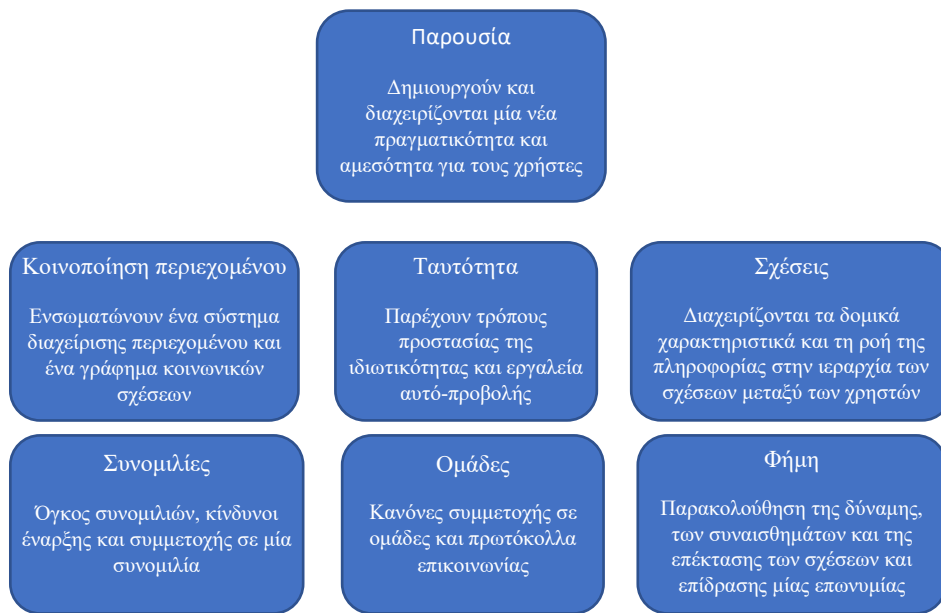 Παρουσία
Δημιουργούν και
διαχειρίζονται μία νέα
πραγματικότητα και
αμεσότητα για τους χρήστες
Κοινοποίηση περιεχομένου
Ενσωματώνουν ένα σύστημα
διαχείρισης περιεχομένου και
ένα γράφημα κοινωνικών
σχέσεων
Ταυτότητα
Παρέχουν τρόπους
προστασίας της
ιδιωτικότητας και εργαλεία
αυτό-προβολής
Σχέσεις
Διαχειρίζονται τα δομικά
χαρακτηριστικά και τη ροή της
πληροφορίας στην ιεραρχία των
σχέσεων μεταξύ των χρηστών
Συνομιλίες
Όγκος συνομιλιών, κίνδυνοι
έναρξης και συμμετοχής σε μία
συνομιλία
Ομάδες
Κανόνες συμμετοχής σε
ομάδες και πρωτόκολλα
επικοινωνίας
Φήμη
Παρακολούθηση της δύναμης,
των συναισθημάτων και της
επέκτασης των σχέσεων και
επίδρασης μίας επωνυμίας